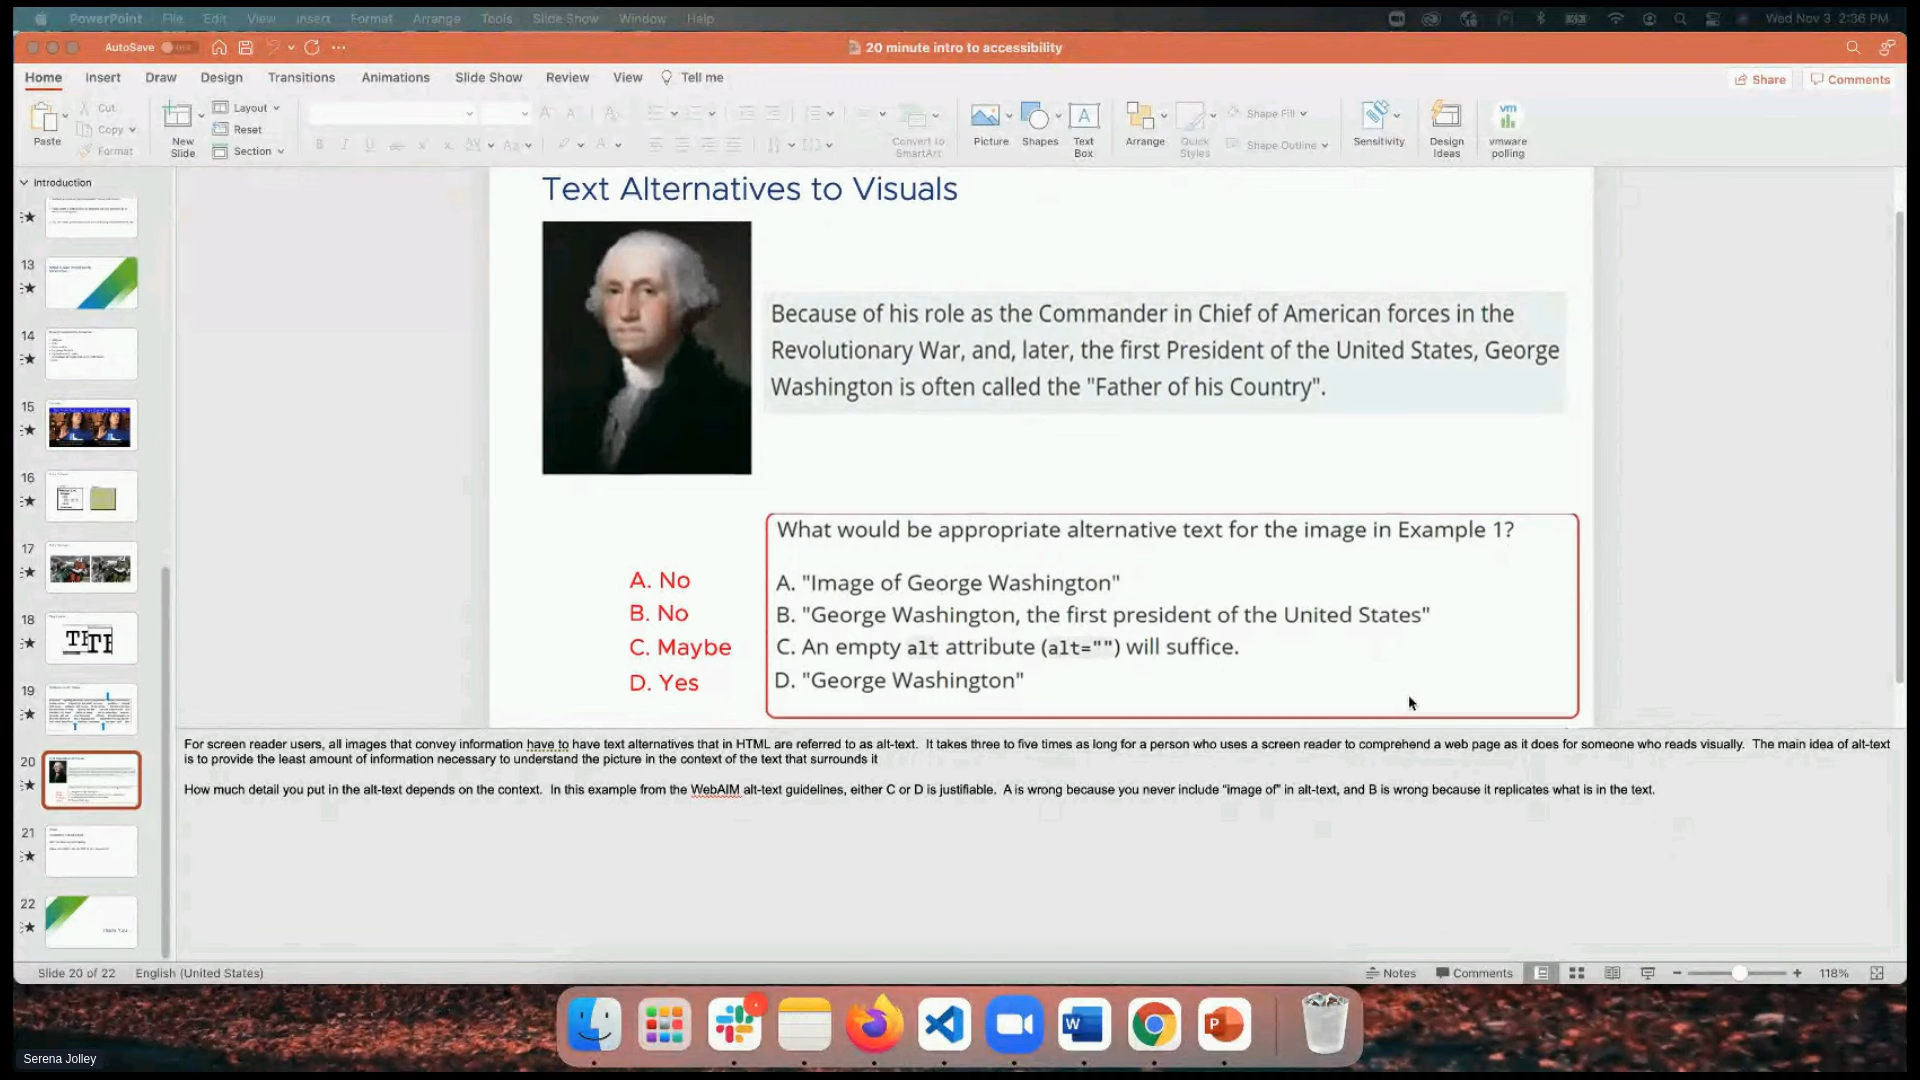 PowerPoint File Edit View Insert Format Arrange Tools Slide Show Window Help Wed Nov 3 2:36 PM
AutoSave 20 minute intro to accessibility
Home Insert Draw Design Transitions Animations Slide Show Review View Tell me Share Comments
Paste Cut Copy Format
New Slide Layout Reset Section
Convert to SmartArt
Picture Shapes Text Box Arrange Quick Styles Shape Fill Shape Outline Sensitivity Design Ideas vmware polling
vm
Introduction
13
14
15
16
17
18
19
20
21
22
Text Alternatives to Visuals
Because of his role as the Commander in Chief of American forces in the
Revolutionary War, and, later, the first President of the United States, George
Washington is often called the "Father of his Country".
What would be appropriate alternative text for the image in Example 1?
A. No
B. No
C. Maybe
D. Yes
A. "Image of George Washington"
B. "George Washington, the first president of the United States"
C. An empty alt attribute (alt="") will suffice.
D. "George Washington"
For screen reader users, all images that convey information have to have text alternatives that in HTML are referred to as alt-text. It takes three to five times as long for a person who uses a screen reader to comprehend a web page as it does for someone who reads visually. The main idea of alt-text
is to provide the least amount of information necessary to understand the picture in the context of the text that surrounds it
How much detail you put in the alt-text depends on the context. In this example from the WebAIM alt-text guidelines, either C or D is justifiable. A is wrong because you never include "image of" in alt-text, and B is wrong because it replicates what is in the text.
Slide 20 of 22 English (United States) Notes Comments 118%
Serena Jolley